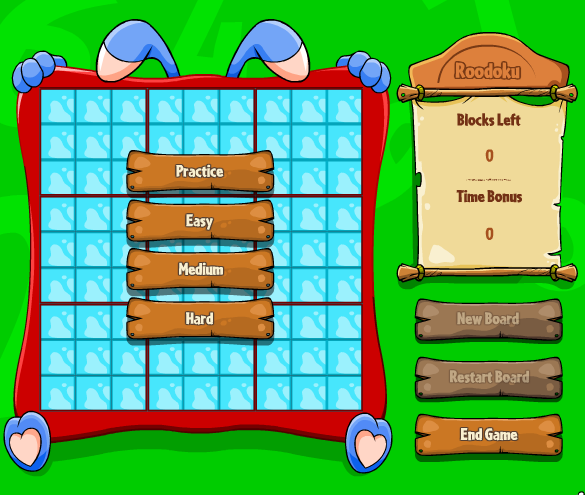 Roodoku
Blocks Left
0
Time Bonus
0
Practice
Easy
Medium
Hard
New Board
Restart Board
End Game